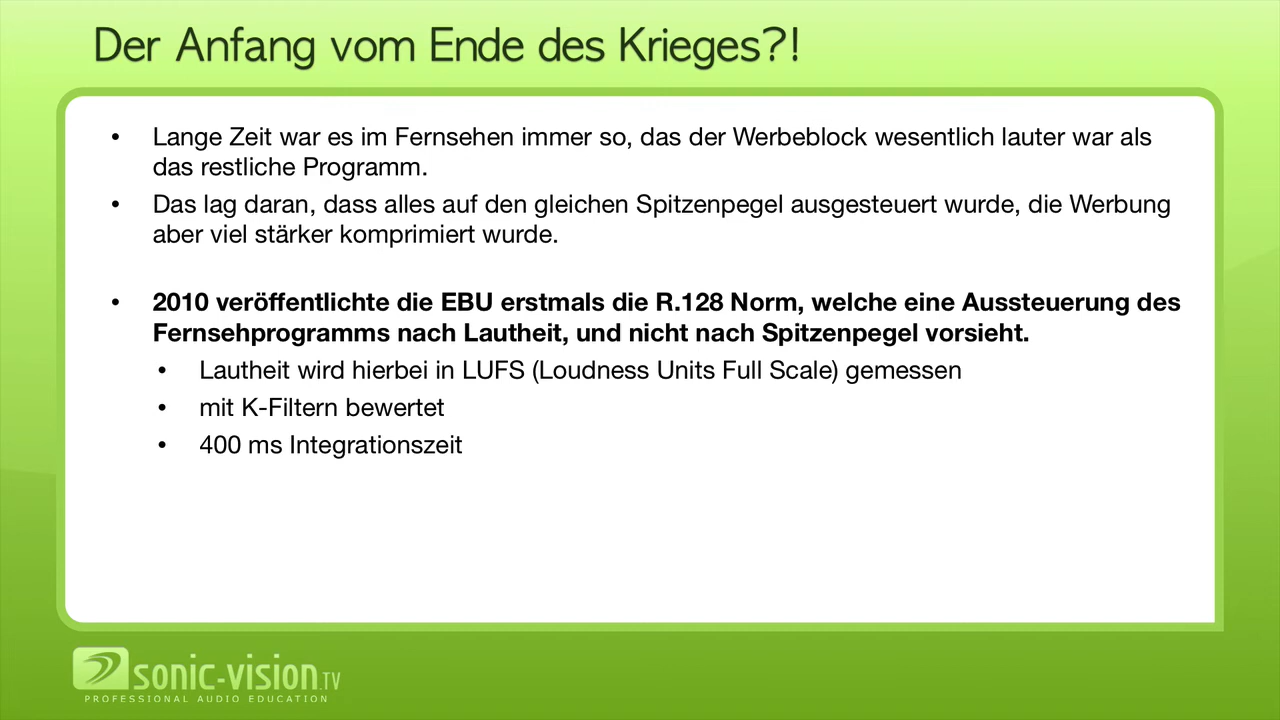 Der Anfang vom Ende des Krieges?!
• Lange Zeit war es im Fernsehen immer so, das der Werbeblock wesentlich lauter war als
das restliche Programm.
• Das lag daran, dass alles auf den gleichen Spitzenpegel ausgesteuert wurde, die Werbung
aber viel stärker komprimiert wurde.
• 2010 veröffentlichte die EBU erstmals die R.128 Norm, welche eine Aussteuerung des
Fernsehprogramms nach Lautheit, und nicht nach Spitzenpegel vorsieht.
• Lautheit wird hierbei in LUFS (Loudness Units Full Scale) gemessen
• mit K-Filtern bewertet
• 400 ms Integrationszeit
sonic-vision.TV
PROFESSIONAL AUDIO EDUCATION